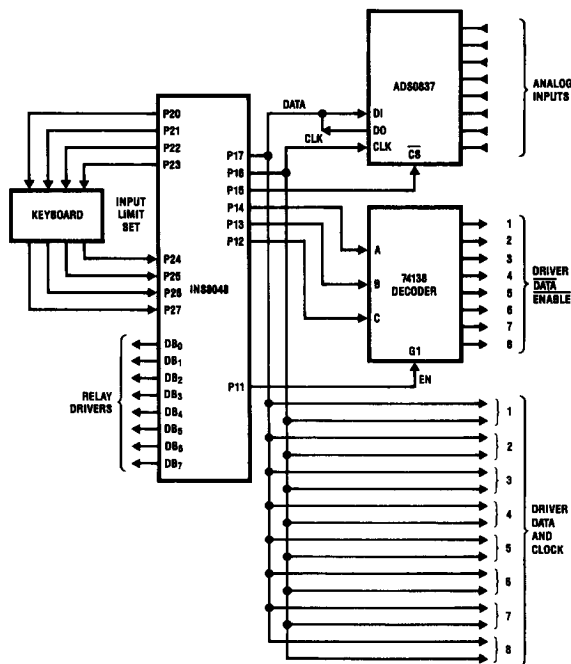 ADS0837
ANALOG
INPUTS
DATA
DI
DO
CLK
CLK
CS
P20
P21
P22
P23
P17
P16
P15
P14
P13
P12
KEYBOARD
INPUT
LIMIT
SET
P24
P25
P26
P27
INS8048
A
B
C
74138
DECODER
G1
EN
P11
1
2
3
4
5
6
7
8
DRIVER
DATA
ENABLE
RELAY
DRIVERS
DB0
DB1
DB2
DB3
DB4
DB5
DB6
DB7
1
2
3
4
5
6
7
8
DRIVER
DATA
AND
CLOCK